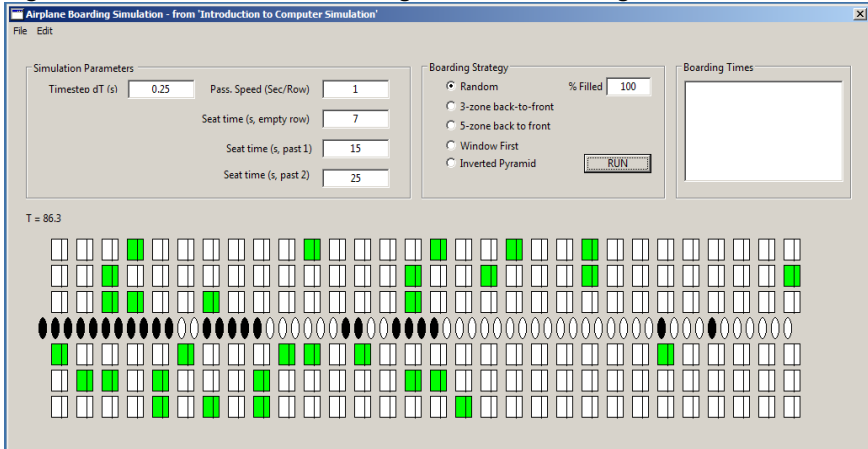 Airplane Boarding Simulation - from 'Introduction to Computer Simulation'
File Edit
Simulation Parameters
Timestep dT (s) 0.25 Pass. Speed (Sec/Row) 1
Seat time (s, empty row) 7
Seat time (s, past 1) 15
Seat time (s, past 2) 25
Boarding Strategy
Random % Filled 100
3-zone back-to-front
5-zone back to front
Window First
Inverted Pyramid RUN
Boarding Times
T = 86.3